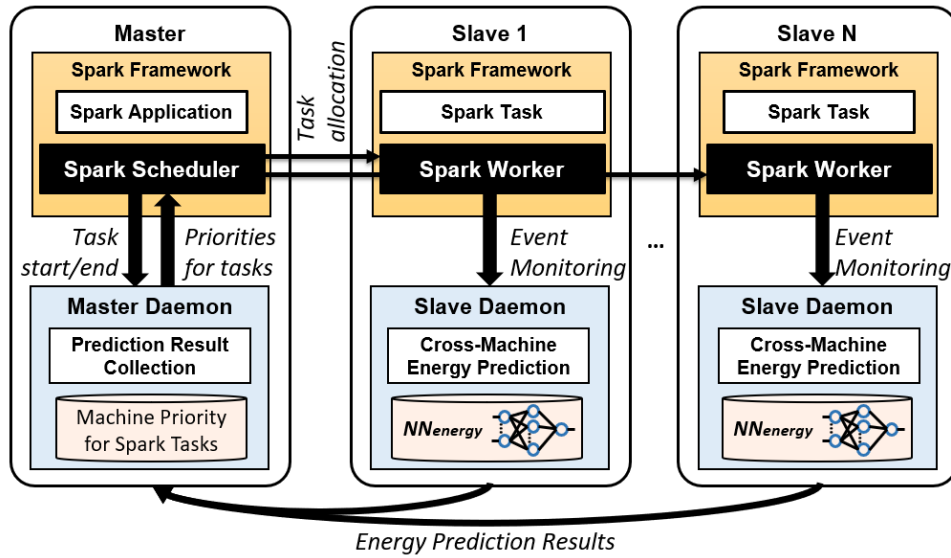 Master
Spark Framework
Spark Application
Spark Scheduler
Task
start/end
Priorities
for tasks
Master Daemon
Prediction Result
Collection
Machine Priority
for Spark Tasks
Task
allocation
Slave 1
Spark Framework
Spark Task
Spark Worker
Event
Monitoring
Slave Daemon
Cross-Machine
Energy Prediction
NNenergy
...
Slave N
Spark Framework
Spark Task
Spark Worker
Event
Monitoring
Slave Daemon
Cross-Machine
Energy Prediction
NNenergy
Energy Prediction Results